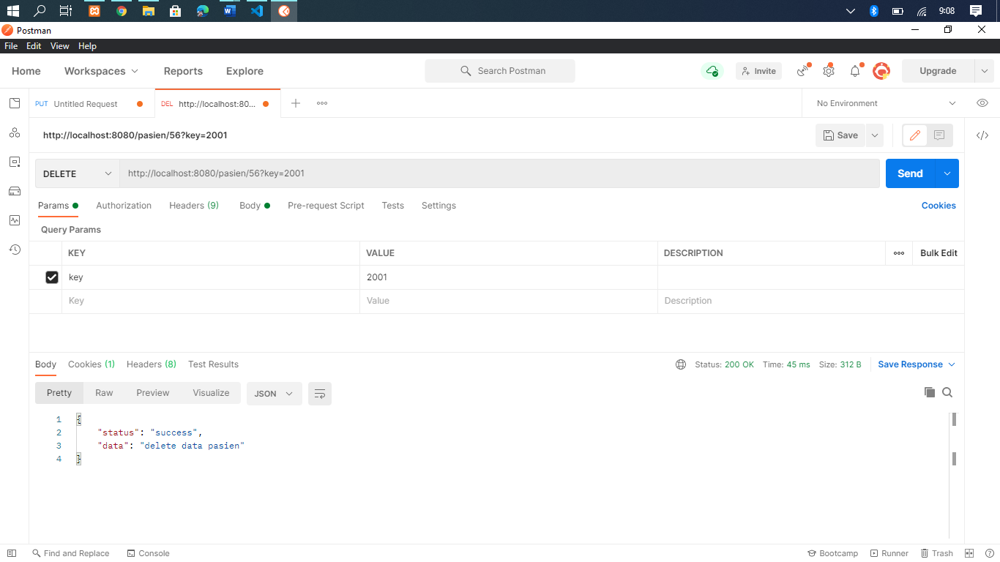 9:08
Postman
File Edit View Help
Home Workspaces Reports Explore Search Postman Invite Upgrade
PUT Untitled Request DEL http://localhost:80... No Environment
http://localhost:8080/pasien/56?key=2001 Save
DELETE http://localhost:8080/pasien/56?key=2001 Send
Params Authorization Headers (9) Body Pre-request Script Tests Settings Cookies
Query Params
KEY VALUE DESCRIPTION Bulk Edit
key 2001
Key Value Description
Body Cookies (1) Headers (8) Test Results Status: 200 OK Time: 45 ms Size: 312 B Save Response
Pretty Raw Preview Visualize JSON
1 {
2 "status": "success",
3 "data": "delete data pasien"
4 }
Find and Replace Console Bootcamp Runner Trash